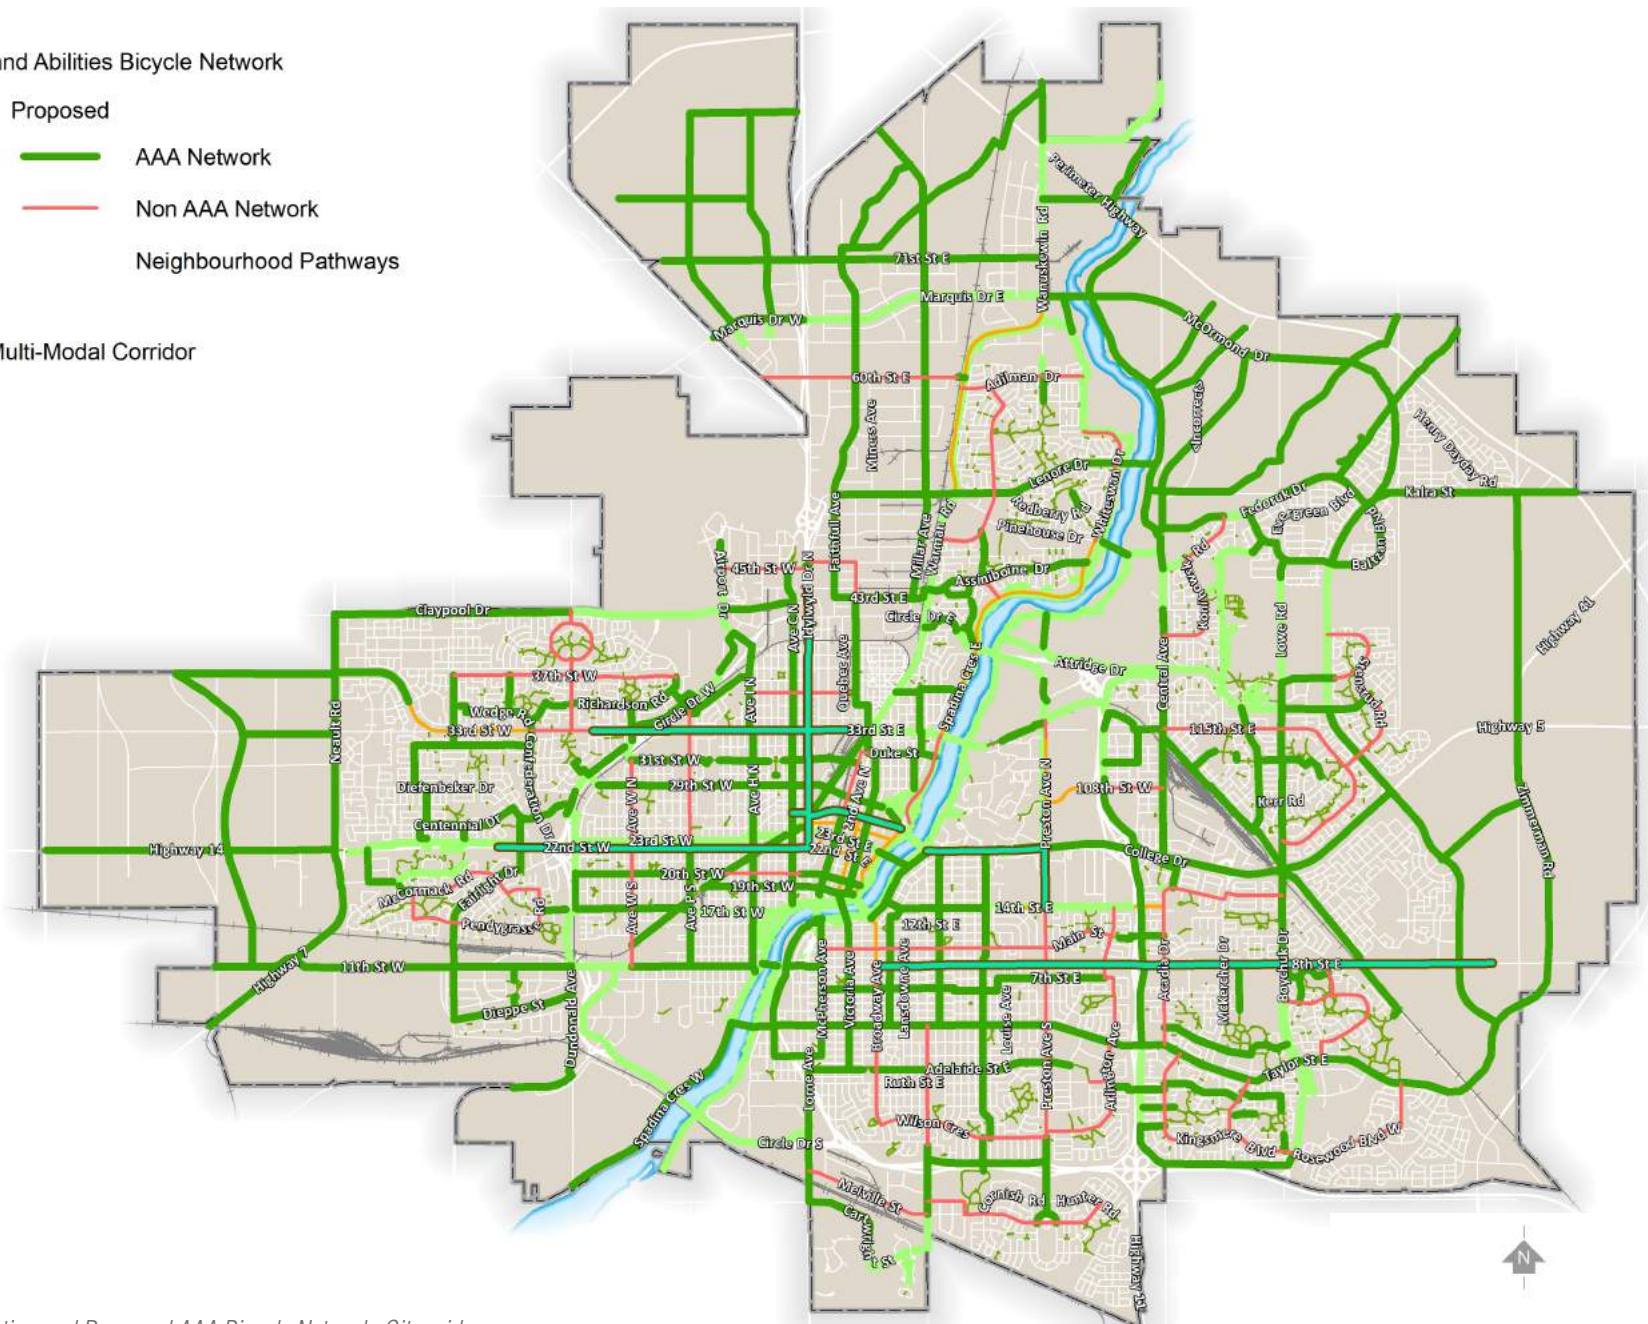 and Abilities Bicycle Network
Proposed
AAA Network
Non AAA Network
Neighbourhood Pathways
Multi-Modal Corridor
Perimeter Highway
Wanuskewin Rd
71st St E
Marquis Dr E
Marquis Dr W
McOrmond Dr
60th St E
Adilman Dr
Miners Ave
<Incorrect>
Henry Dayday Rd
Lenore Dr
Whiteswan Dr
Kalra St
Fedoruk Dr
Evergreen Blvd
Redberry Rd
Pinehouse Dr
Faithfull Ave
Millar Ave
Warman Rd
Baltzan Blvd
Airport Dr
45th St W
Idylwyld Dr N
Assiniboine Dr
Konihowski Rd
43rd St E
Claypool Dr
Ave C N
Circle Dr E
Lowe Rd
Highway 41
Quebec Ave
Spadina Cres E
Attridge Dr
Central Ave
37th St W
Richardson Rd
Circle Dr W
Ave I N
Stensrud Rd
Neault Rd
Wedge Rd
33rd St W
33rd St E
115th St E
Highway 5
Confederation Dr
31st St W
Duke St
Diefenbaker Dr
29th St W
Ave H N
2nd Ave N
Preston Ave N
108th St W
Kerr Rd
Zimmerman Rd
Ave W N
Centennial Dr
23rd St W
23rd St E
Highway 14
22nd St W
22nd St E
College Dr
McCormack Rd
Fairlight Dr
20th St W
19th St W
Ave W S
Ave P S
17th St W
14th St E
Pendygrasse Rd
12th St E
Main St
Highway 7
11th St W
McPherson Ave
Victoria Ave
Broadway Ave
Lansdowne Ave
7th St E
8th St E
Acadia Dr
McKercher Dr
Boychuk Dr
Dieppe St
Dundonald Ave
Louise Ave
Preston Ave S
Arlington Ave
Adelaide St E
Ruth St E
Taylor St E
Lorne Ave
Spadina Cres W
Wilson Cres
Circle Dr S
Kingsmere Blvd
Rosewood Blvd W
Melville St
Cornish Rd
Hunter Rd
Cartwright St
Highway 11
N